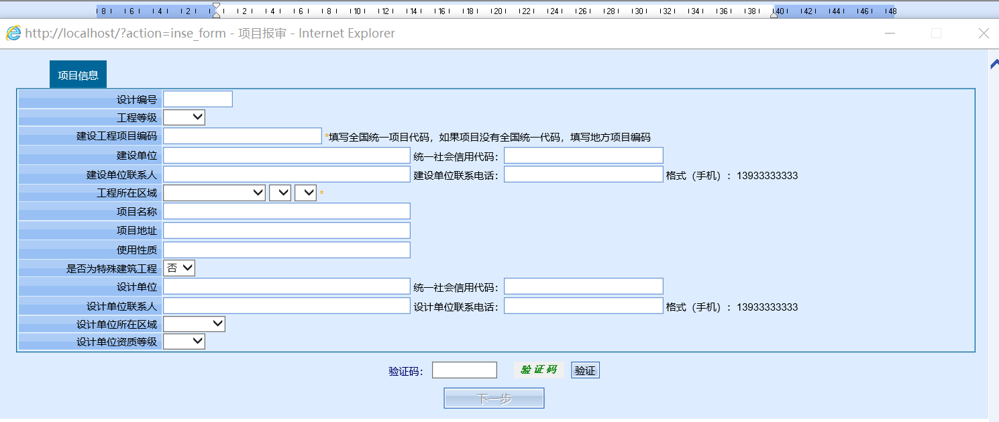 8 6 4 2 2 4 6 8 10 12 14 16 18 20 22 24 26 28 30 32 34 36 38 40 42 44 46 48
http://localhost/?action=inse_form - 项目报审 - Internet Explorer
项目信息
设计编号
工程等级
建设工程项目编码 *填写全国统一项目代码，如果项目没有全国统一代码，填写地方项目编码
建设单位 统一社会信用代码：
建设单位联系人 建设单位联系电话： 格式（手机）：13933333333
工程所在区域 *
项目名称
项目地址
使用性质
是否为特殊建筑工程 否
设计单位 统一社会信用代码：
设计单位联系人 设计单位联系电话： 格式（手机）：13933333333
设计单位所在区域
设计单位资质等级
验证码： 验证码 验证
下一步